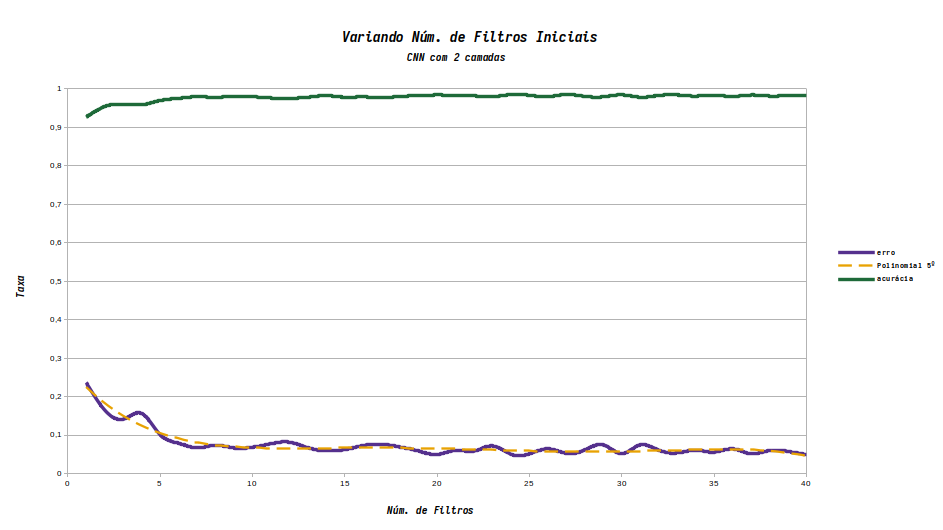 Variando Núm. de Filtros Iniciais
CNN com 2 camadas
1
0,9
0,8
0,7
0,6
0,5
0,4
0,3
0,2
0,1
0
Taxa
0 5 10 15 20 25 30 35 40
Núm. de Filtros
erro
Polinomial 5º
acurácia